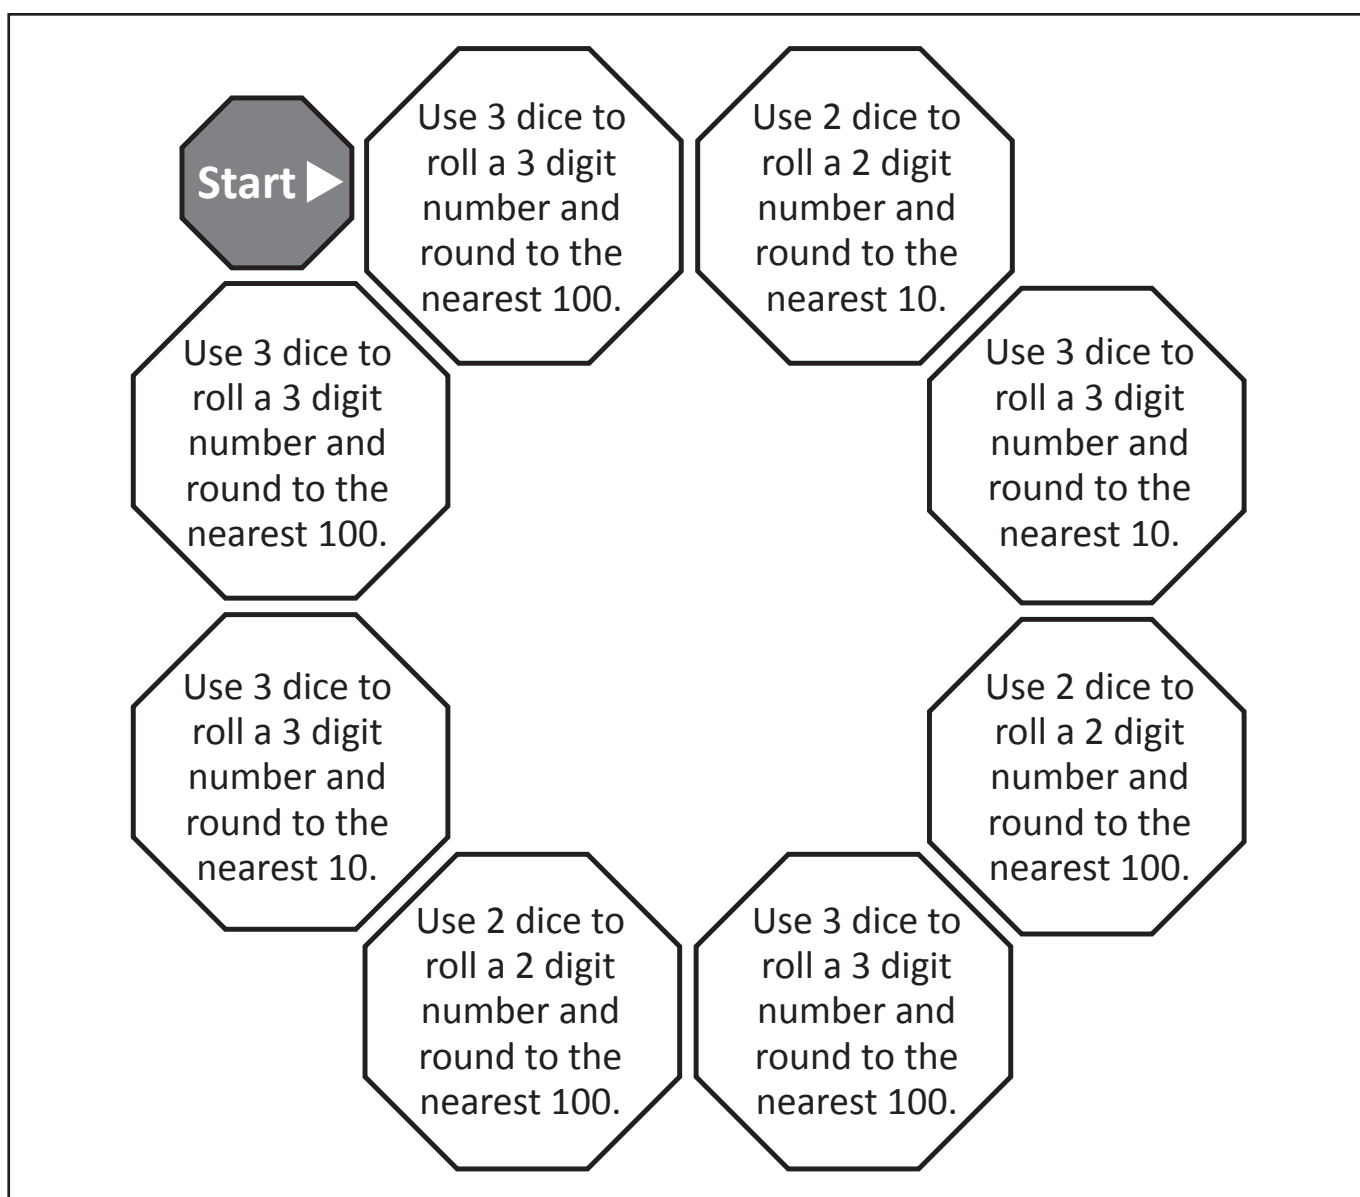 Start
Use 3 dice to
roll a 3 digit
number and
round to the
nearest 100.
Use 2 dice to
roll a 2 digit
number and
round to the
nearest 10.
Use 3 dice to
roll a 3 digit
number and
round to the
nearest 10.
Use 2 dice to
roll a 2 digit
number and
round to the
nearest 100.
Use 3 dice to
roll a 3 digit
number and
round to the
nearest 100.
Use 2 dice to
roll a 2 digit
number and
round to the
nearest 100.
Use 3 dice to
roll a 3 digit
number and
round to the
nearest 10.
Use 3 dice to
roll a 3 digit
number and
round to the
nearest 100.